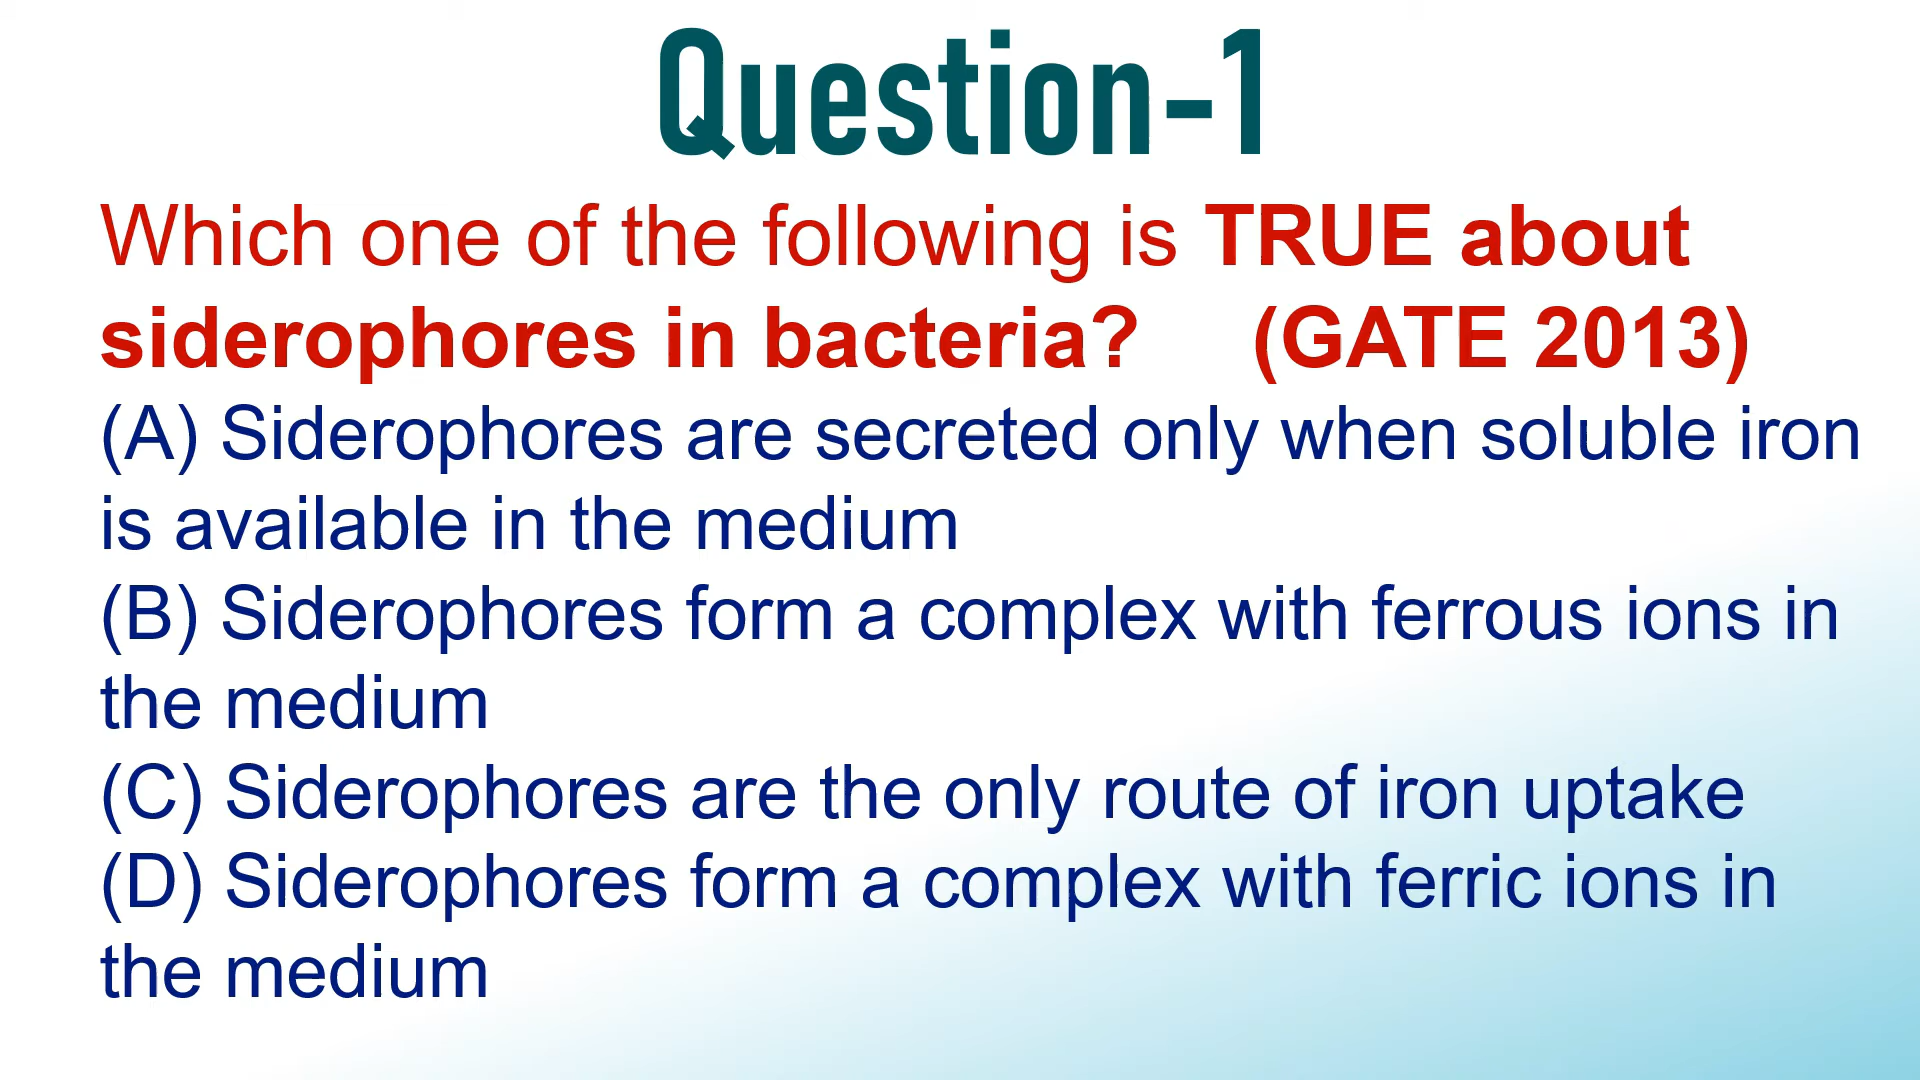 Question-1
Which one of the following is TRUE about
siderophores in bacteria? (GATE 2013)
(A) Siderophores are secreted only when soluble iron
is available in the medium
(B) Siderophores form a complex with ferrous ions in
the medium
(C) Siderophores are the only route of iron uptake
(D) Siderophores form a complex with ferric ions in
the medium